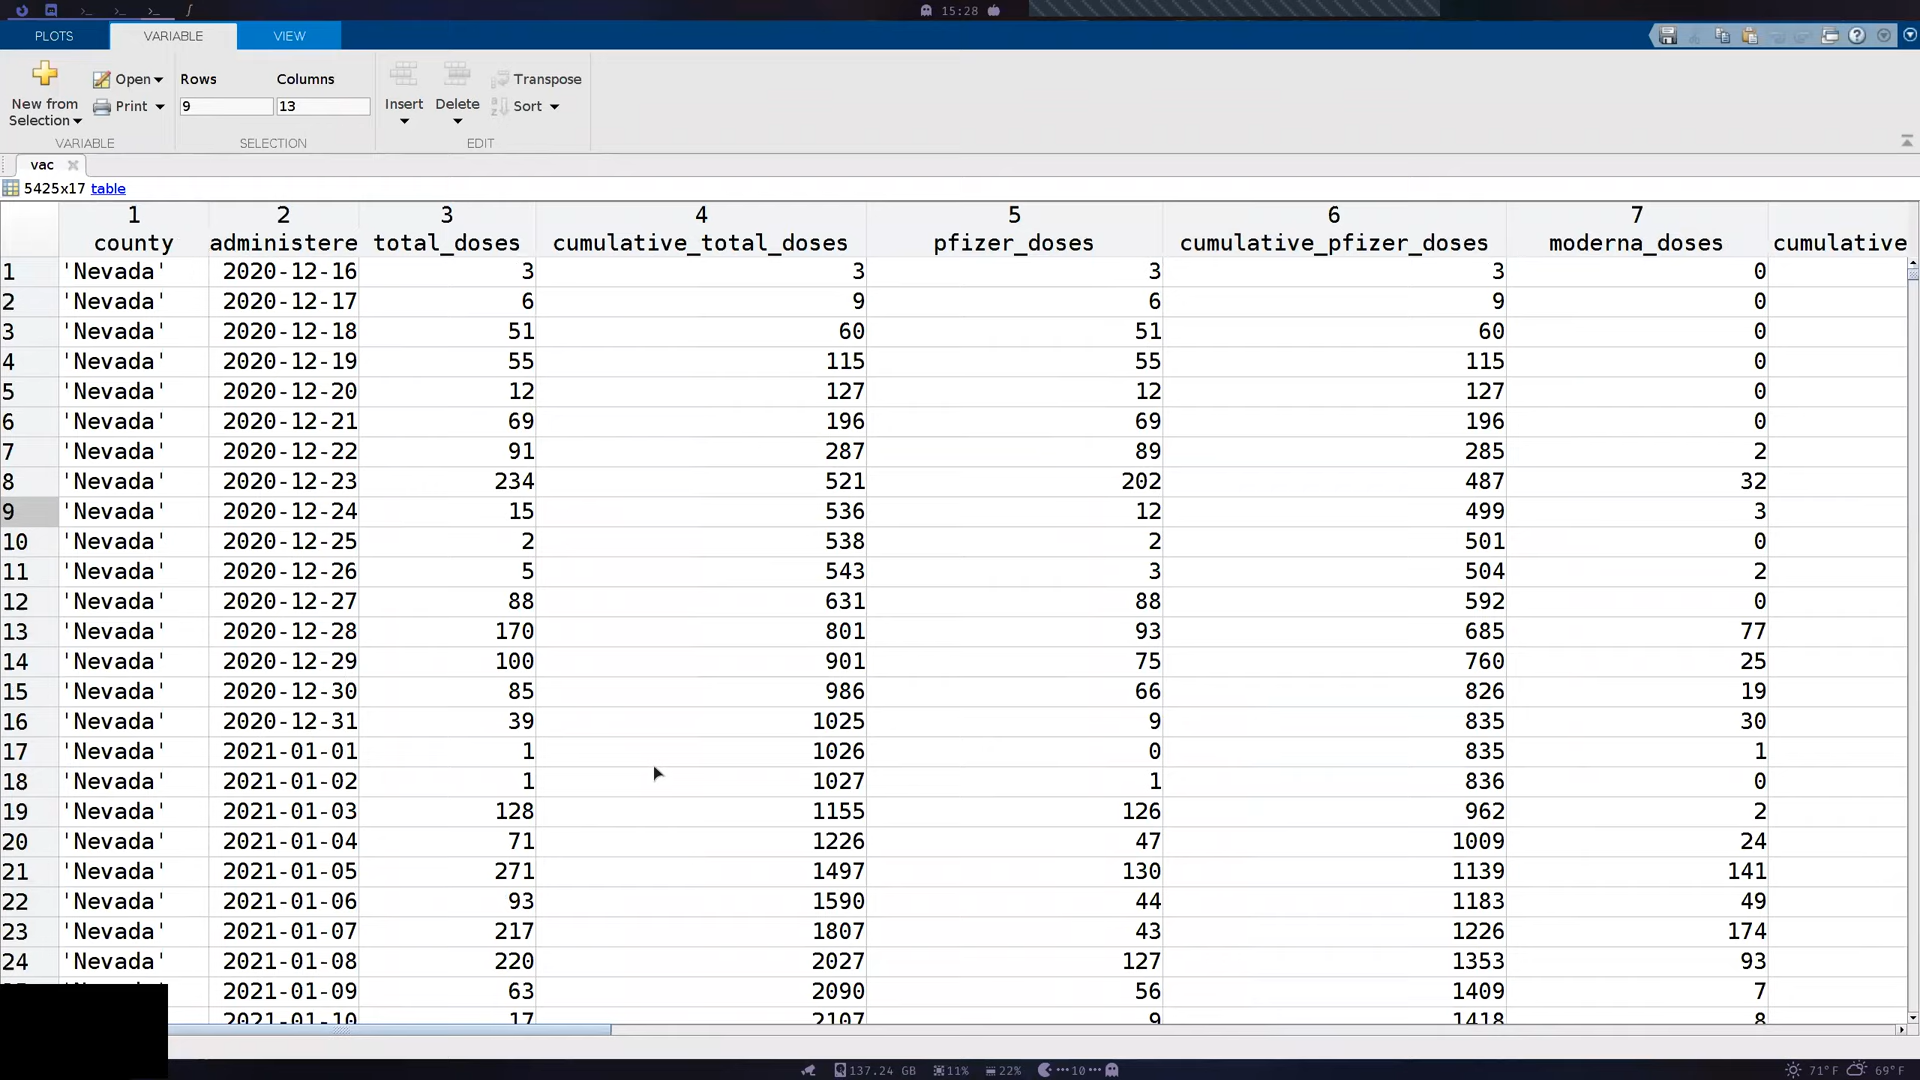 15:28
PLOTS VARIABLE VIEW
New from Selection
Open
Print
Rows Columns
9 13
Insert Delete
Transpose
Sort
VARIABLE SELECTION EDIT
vac
5425x17 table
1 2 3 4 5 6 7
county administere total_doses cumulative_total_doses pfizer_doses cumulative_pfizer_doses moderna_doses cumulative
1 'Nevada' 2020-12-16 3 3 3 3 0
2 'Nevada' 2020-12-17 6 9 6 9 0
3 'Nevada' 2020-12-18 51 60 51 60 0
4 'Nevada' 2020-12-19 55 115 55 115 0
5 'Nevada' 2020-12-20 12 127 12 127 0
6 'Nevada' 2020-12-21 69 196 69 196 0
7 'Nevada' 2020-12-22 91 287 89 285 2
8 'Nevada' 2020-12-23 234 521 202 487 32
9 'Nevada' 2020-12-24 15 536 12 499 3
10 'Nevada' 2020-12-25 2 538 2 501 0
11 'Nevada' 2020-12-26 5 543 3 504 2
12 'Nevada' 2020-12-27 88 631 88 592 0
13 'Nevada' 2020-12-28 170 801 93 685 77
14 'Nevada' 2020-12-29 100 901 75 760 25
15 'Nevada' 2020-12-30 85 986 66 826 19
16 'Nevada' 2020-12-31 39 1025 9 835 30
17 'Nevada' 2021-01-01 1 1026 0 835 1
18 'Nevada' 2021-01-02 1 1027 1 836 0
19 'Nevada' 2021-01-03 128 1155 126 962 2
20 'Nevada' 2021-01-04 71 1226 47 1009 24
21 'Nevada' 2021-01-05 271 1497 130 1139 141
22 'Nevada' 2021-01-06 93 1590 44 1183 49
23 'Nevada' 2021-01-07 217 1807 43 1226 174
24 'Nevada' 2021-01-08 220 2027 127 1353 93
2021-01-09 63 2090 56 1409 7
2021-01-10 17 2107 9 1418 8
137.24 GB 11% 22% 10 71°F 69°F